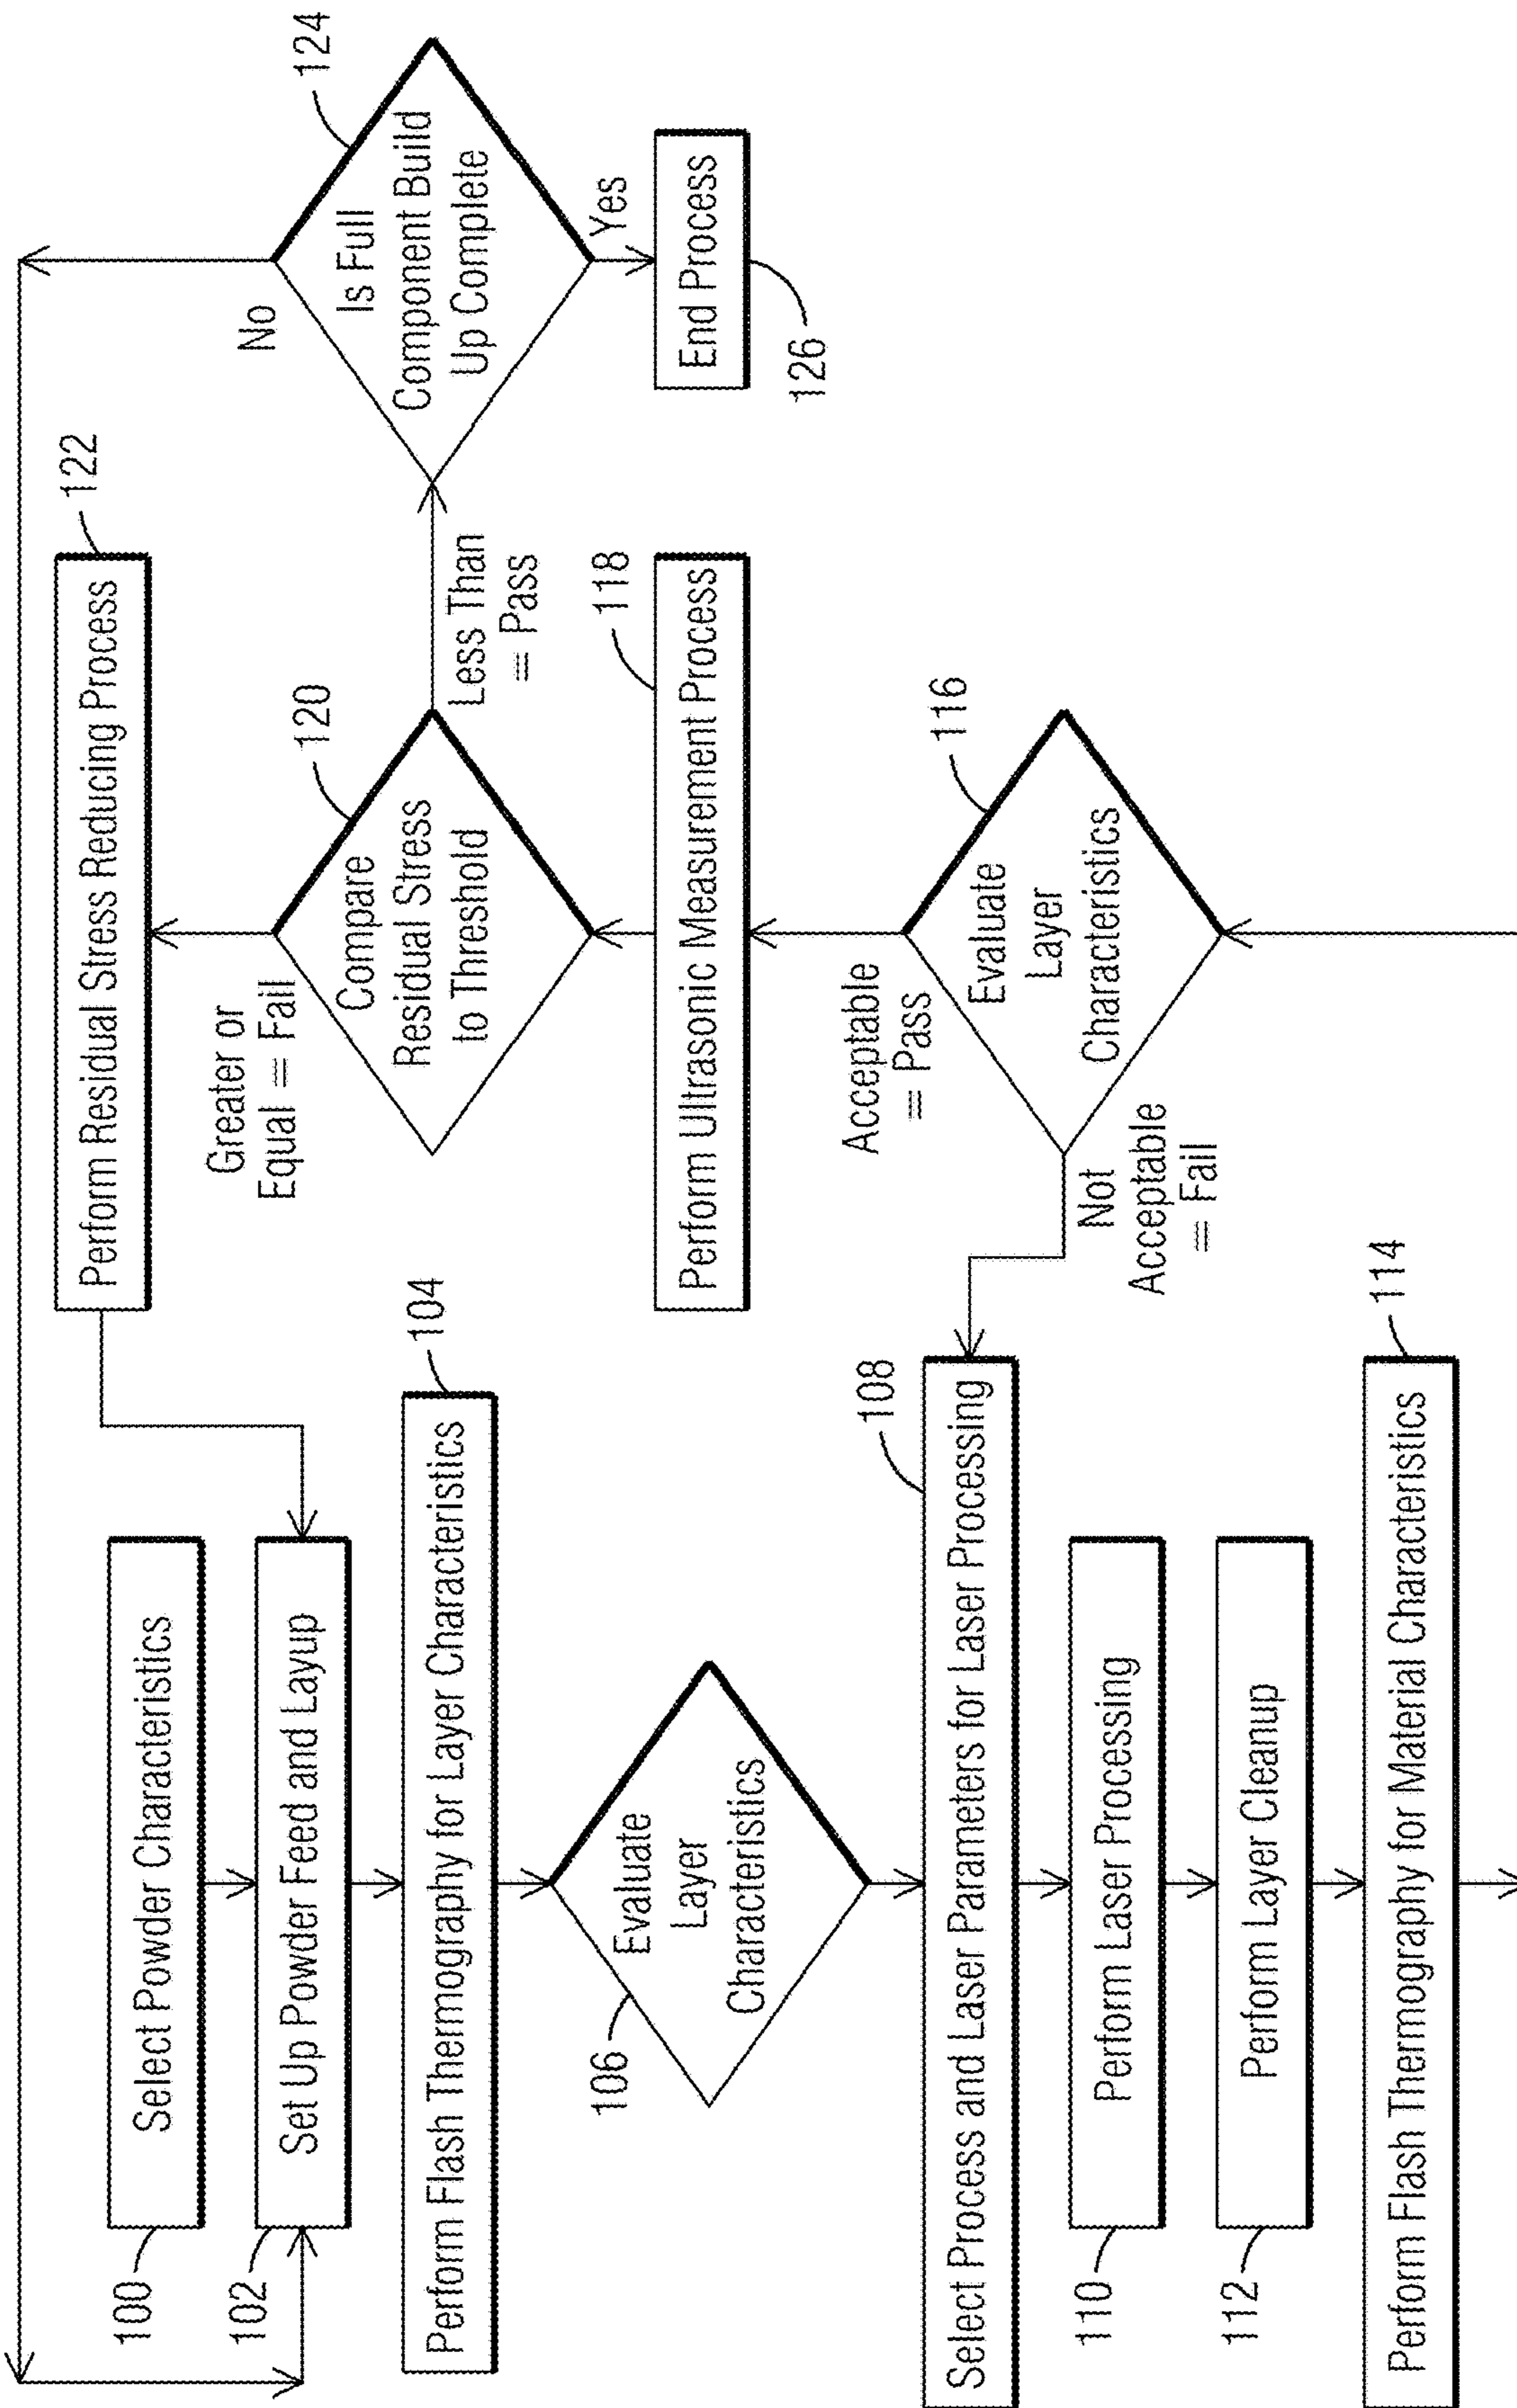 100
Select Powder Characteristics
102
Set Up Powder Feed and Layup
Perform Flash Thermography for Layer Characteristics
104
106
Evaluate
Layer
Characteristics
Select Process and Laser Parameters for Laser Processing
108
110
Perform Laser Processing
112
Perform Layer Cleanup
Perform Flash Thermography for Material Characteristics
114
Perform Residual Stress Reducing Process
122
Greater or
Equal = Fail
Compare
Residual Stress
to Threshold
120
Less Than
= Pass
Perform Ultrasonic Measurement Process
118
Acceptable
= Pass
Evaluate
Layer
Characteristics
116
Not
Acceptable
= Fail
No
Is Full
Component Build
Up Complete
124
Yes
End Process
126